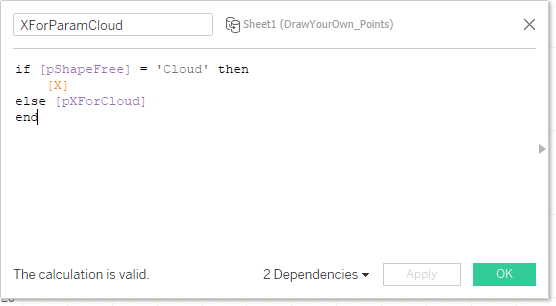 XForParamCloud Sheet1 (DrawYourOwn_Points)
if [pShapeFree] = 'Cloud' then
[X]
else [pXForCloud]
end
The calculation is valid. 2 Dependencies Apply OK